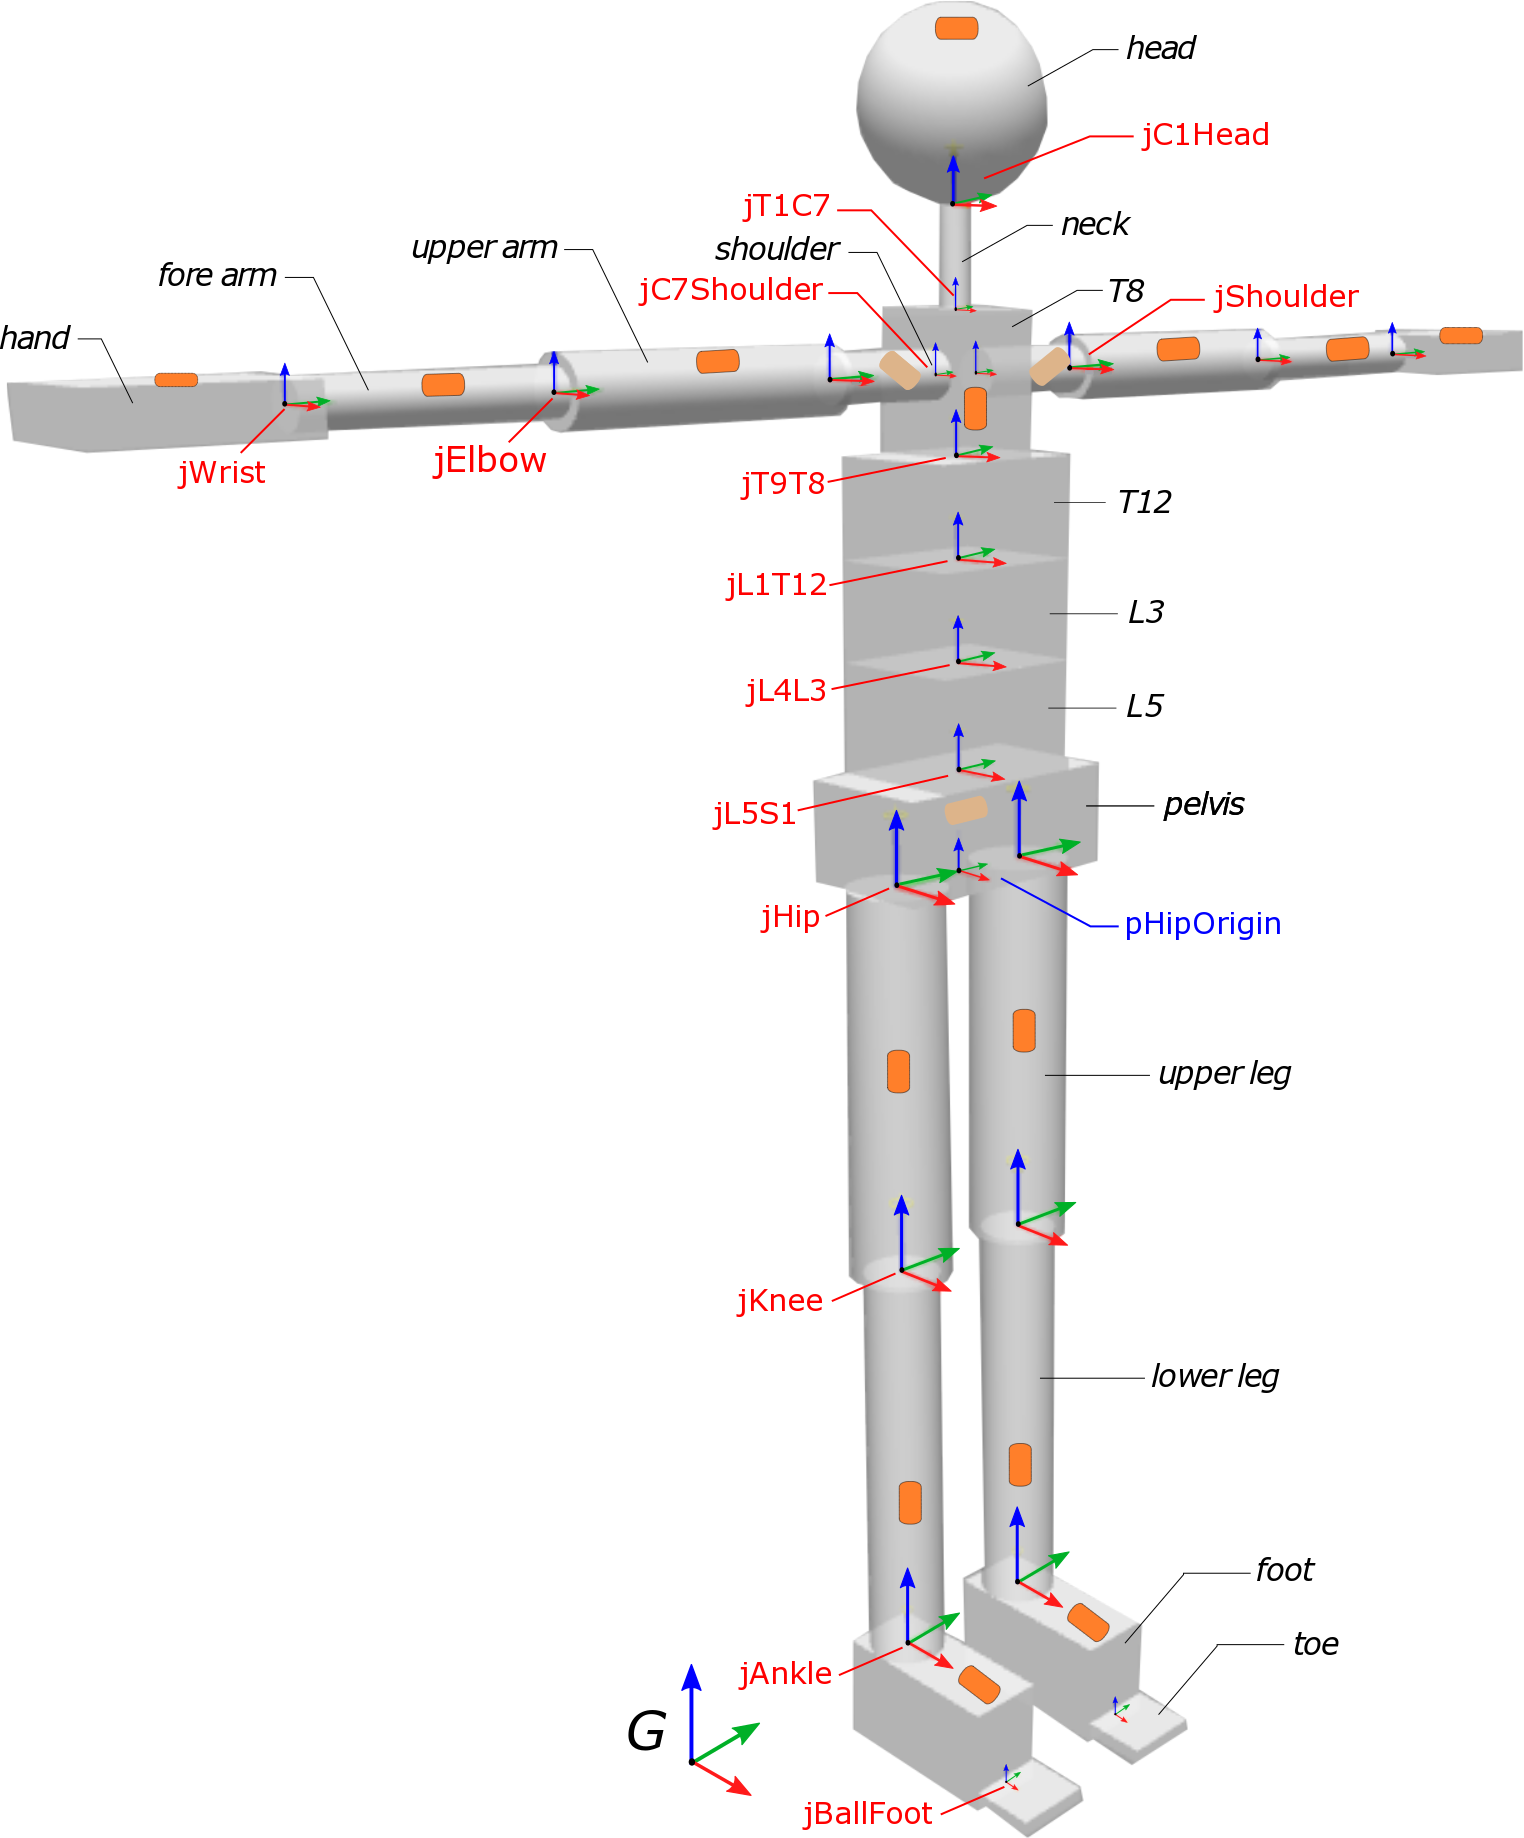 head
jC1Head
jT1C7
neck
shoulder
upper arm
fore arm
jC7Shoulder
T8
jShoulder
hand
jWrist
jElbow
jT9T8
T12
jL1T12
L3
jL4L3
L5
jL5S1
pelvis
jHip
pHipOrigin
upper leg
jKnee
lower leg
foot
toe
jAnkle
G
jBallFoot